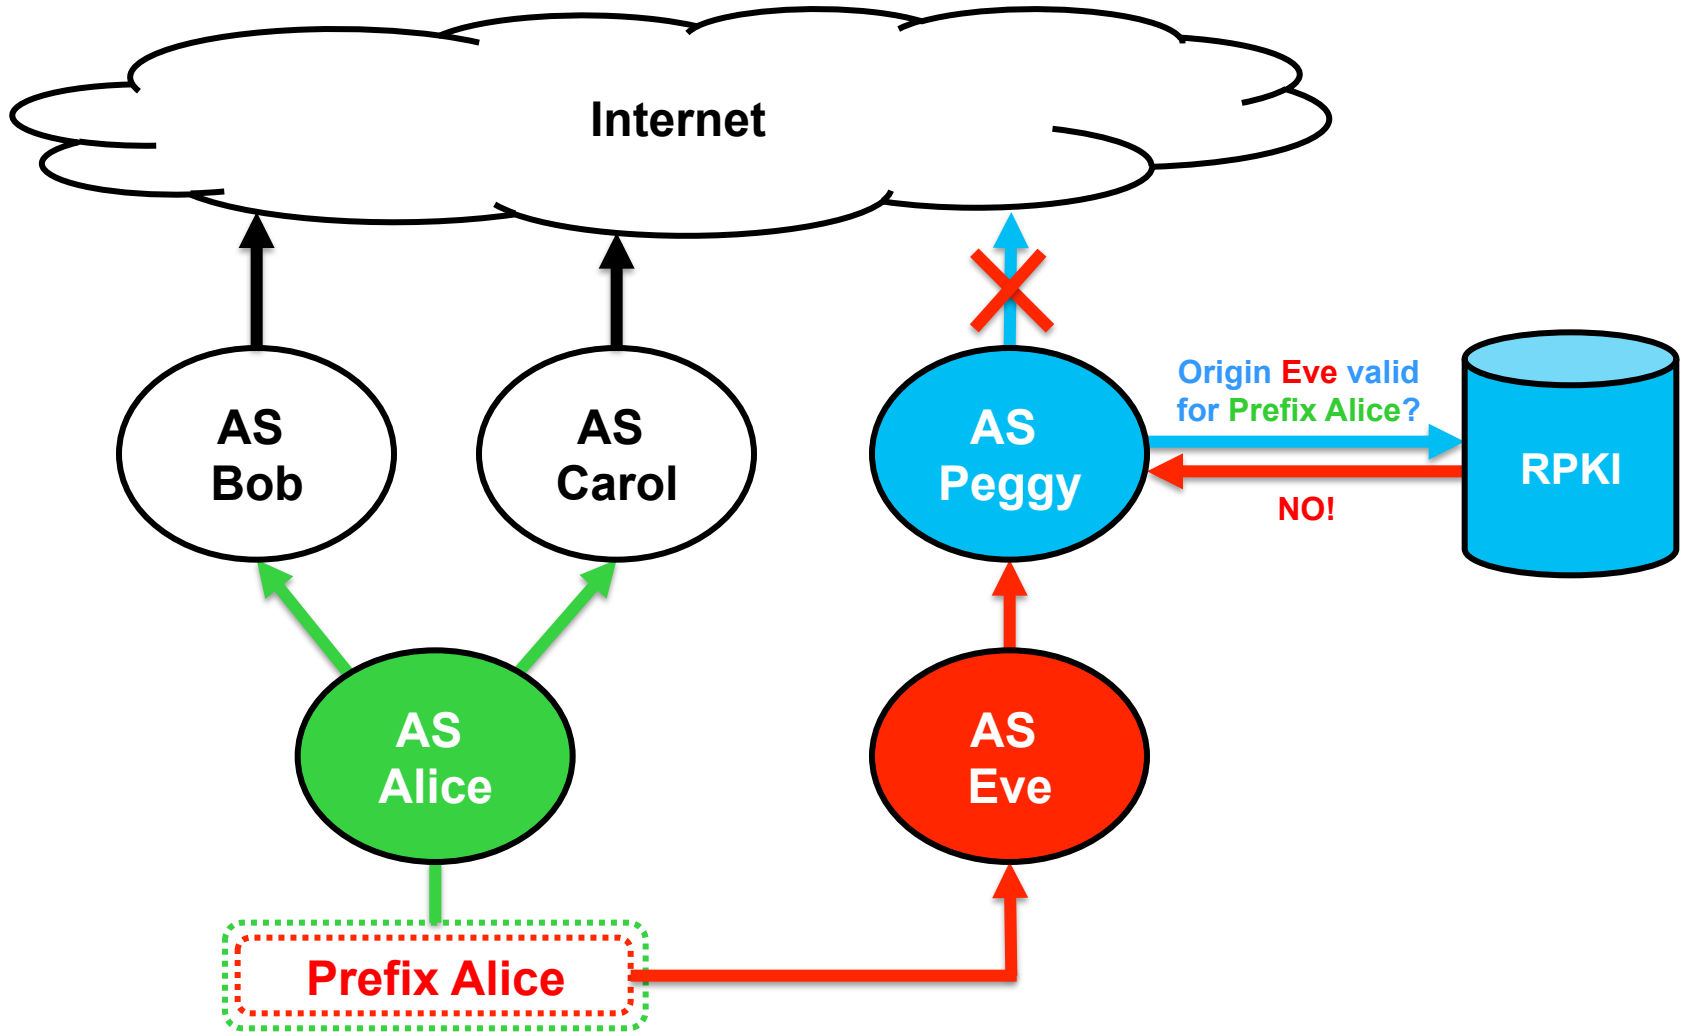 Internet
AS
Bob
AS
Carol
AS
Peggy
Origin Eve valid
for Prefix Alice?
NO!
RPKI
AS
Alice
AS
Eve
Prefix Alice